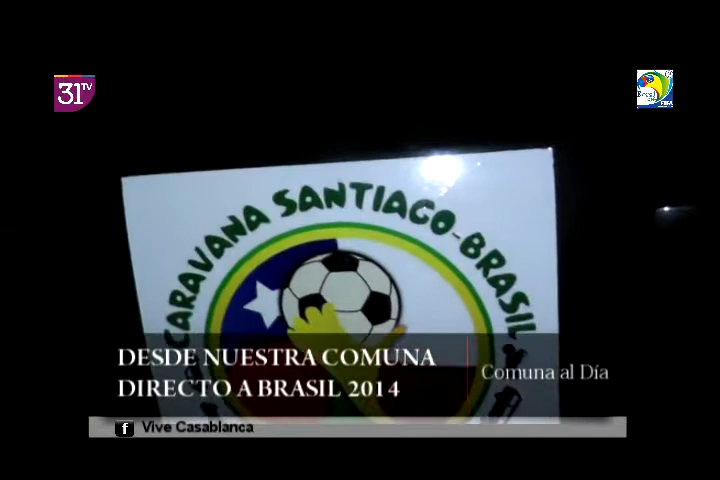 31TV
CARAVANA SANTIAGO-BRASIL
DESDE NUESTRA COMUNA
DIRECTO A BRASIL 2014
Comuna al Día
f Vive Casablanca